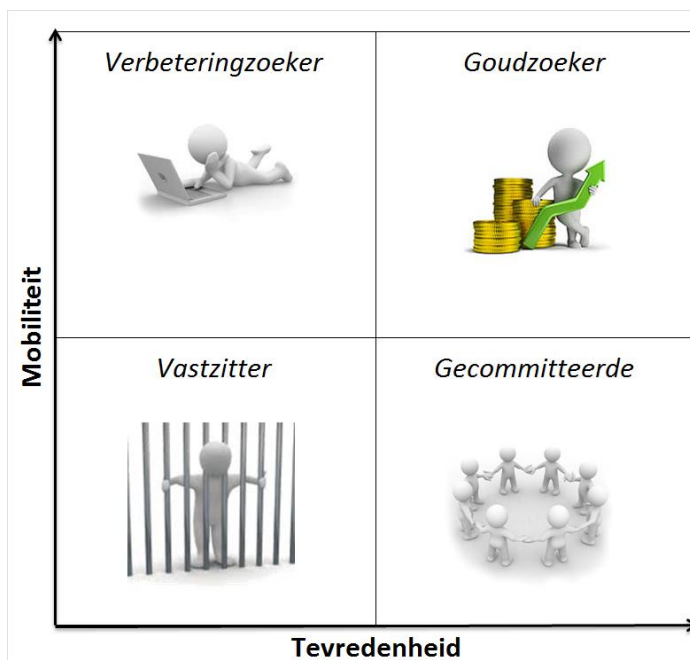 Verbeteringzoeker
Goudzoeker
Mobiliteit
Vastzitter
Gecommitteerde
Tevredenheid